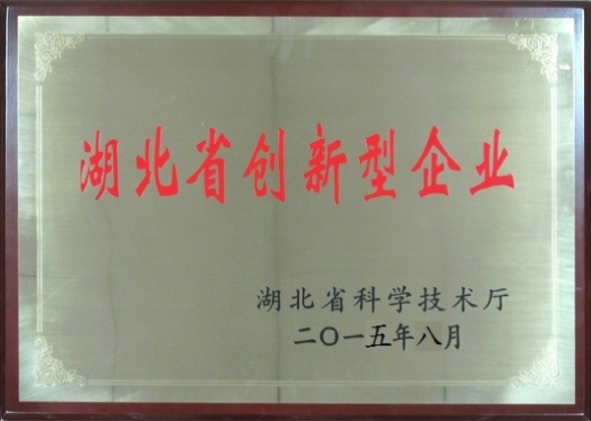 湖北省创新型企业
湖北省科学技术厅
二〇一五年八月